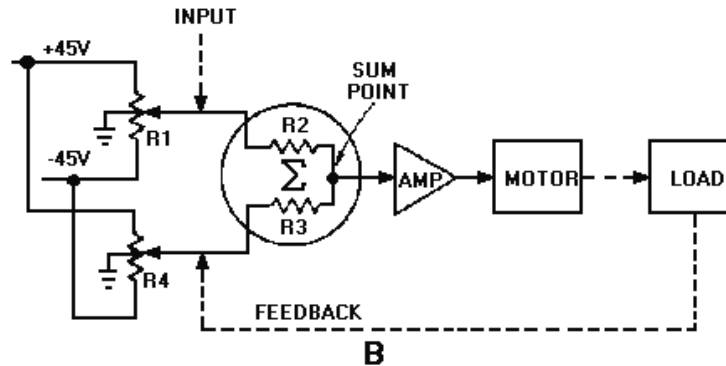 INPUT
+45V
SUM
POINT
R1
R2
-45V
Σ
AMP
MOTOR
LOAD
R3
R4
FEEDBACK
B